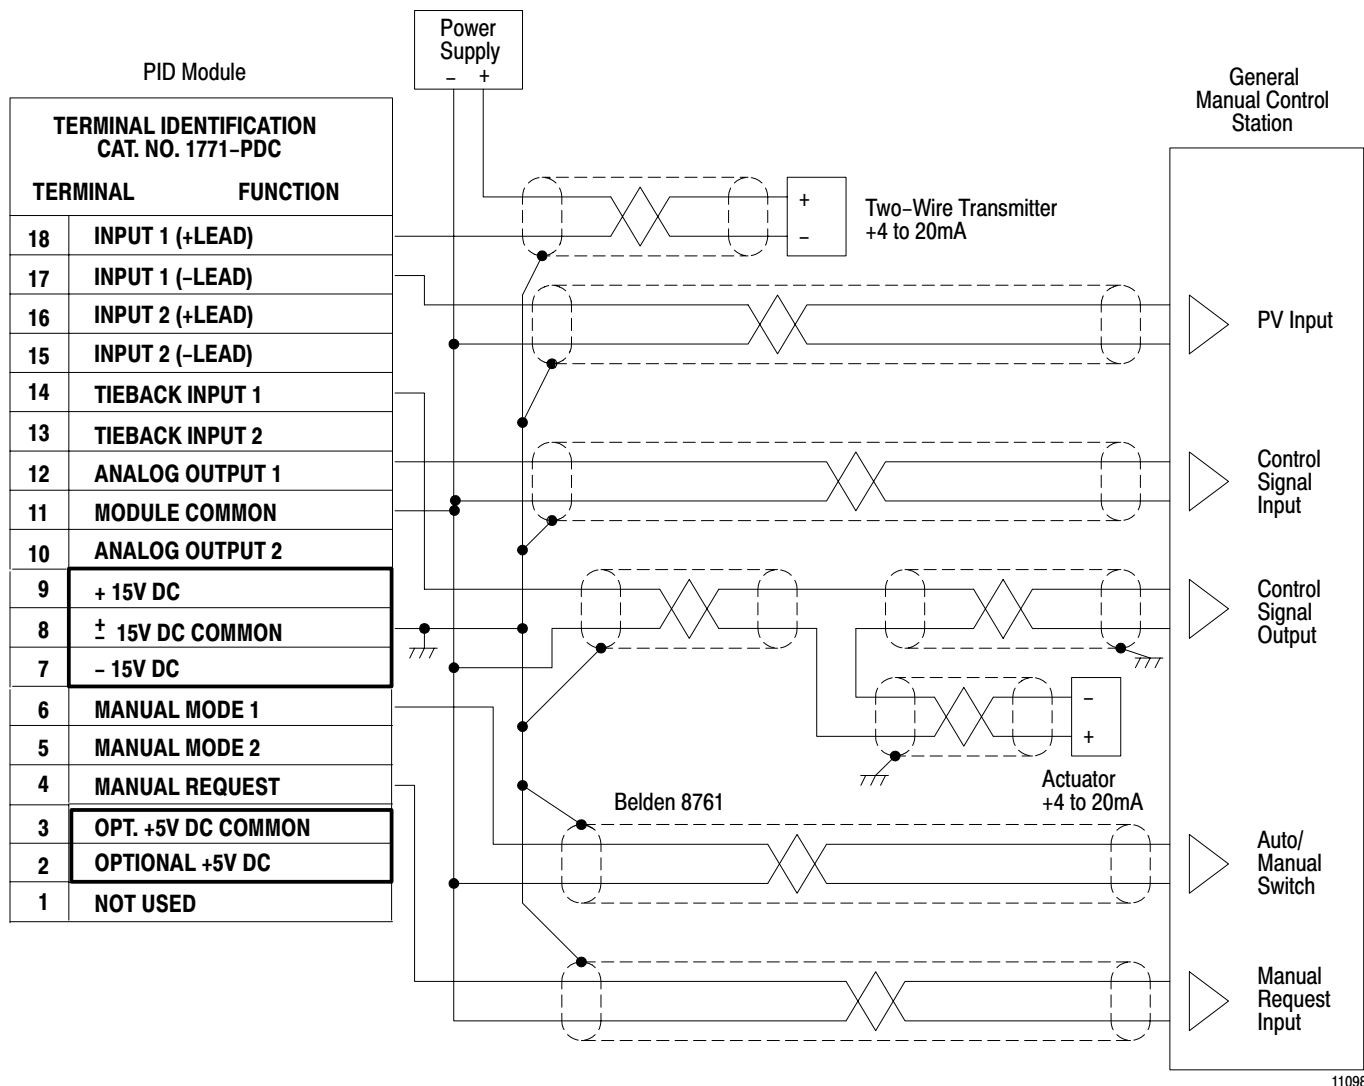 Power
Supply
– +
PID Module
TERMINAL IDENTIFICATION
CAT. NO. 1771–PDC
TERMINAL FUNCTION
18 INPUT 1 (+LEAD)
17 INPUT 1 (–LEAD)
16 INPUT 2 (+LEAD)
15 INPUT 2 (–LEAD)
14 TIEBACK INPUT 1
13 TIEBACK INPUT 2
12 ANALOG OUTPUT 1
11 MODULE COMMON
10 ANALOG OUTPUT 2
9 + 15V DC
8 ± 15V DC COMMON
7 – 15V DC
6 MANUAL MODE 1
5 MANUAL MODE 2
4 MANUAL REQUEST
3 OPT. +5V DC COMMON
2 OPTIONAL +5V DC
1 NOT USED
+
–
Two–Wire Transmitter
+4 to 20mA
–
+
Actuator
+4 to 20mA
Belden 8761
General
Manual Control
Station
PV Input
Control
Signal
Input
Control
Signal
Output
Auto/
Manual
Switch
Manual
Request
Input
11098